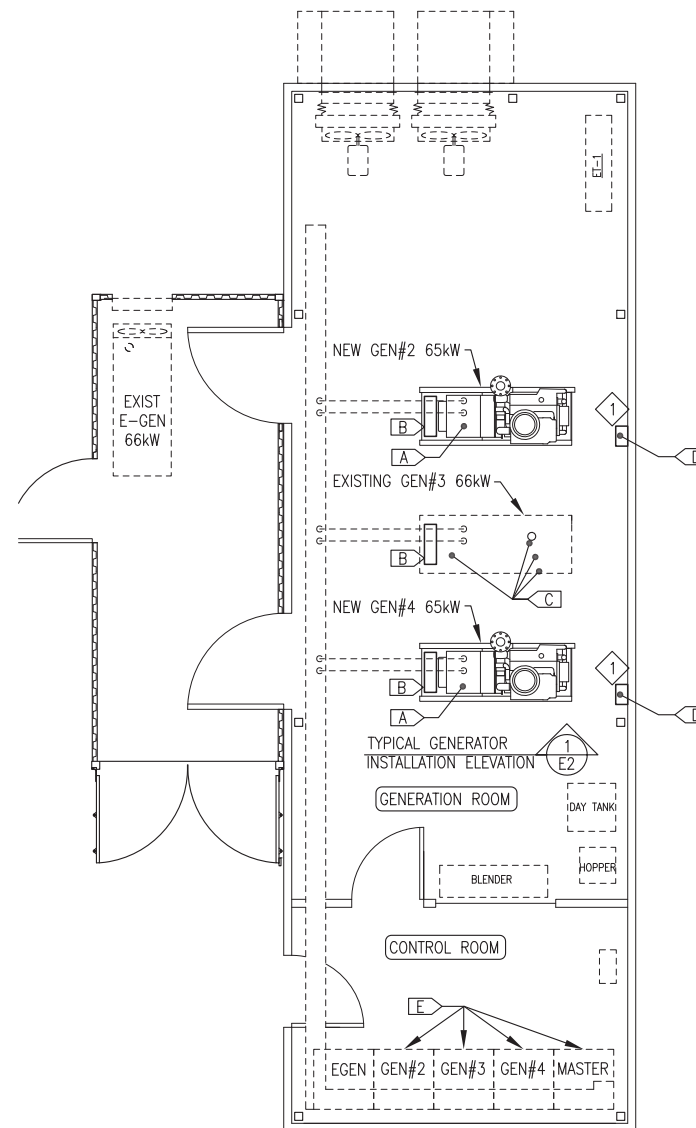 ET-1
NEW GEN#2 65kW
EXIST
E-GEN
66kW
1
B
A
D
EXISTING GEN#3 66kW
B
C
NEW GEN#4 65kW
1
B
A
D
TYPICAL GENERATOR
INSTALLATION ELEVATION
1
E2
GENERATION ROOM
DAY TANK
HOPPER
BLENDER
CONTROL ROOM
E
EGEN GEN#2 GEN#3 GEN#4 MASTER